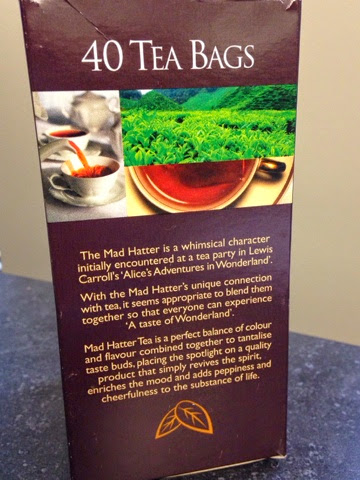 40 TEA BAGS
The Mad Hatter is a whimsical character
initially encountered at a tea party in Lewis
Carroll's 'Alice's Adventures in Wonderland'.
With the Mad Hatter's unique connection
with tea, it seems appropriate to blend them
together so that everyone can experience
'A taste of Wonderland'.
Mad Hatter Tea is a perfect balance of colour
and flavour combined together to tantalise
taste buds, placing the spotlight on a quality
product that simply revives the spirit,
enriches the mood and adds peppiness and
cheerfulness to the substance of life.